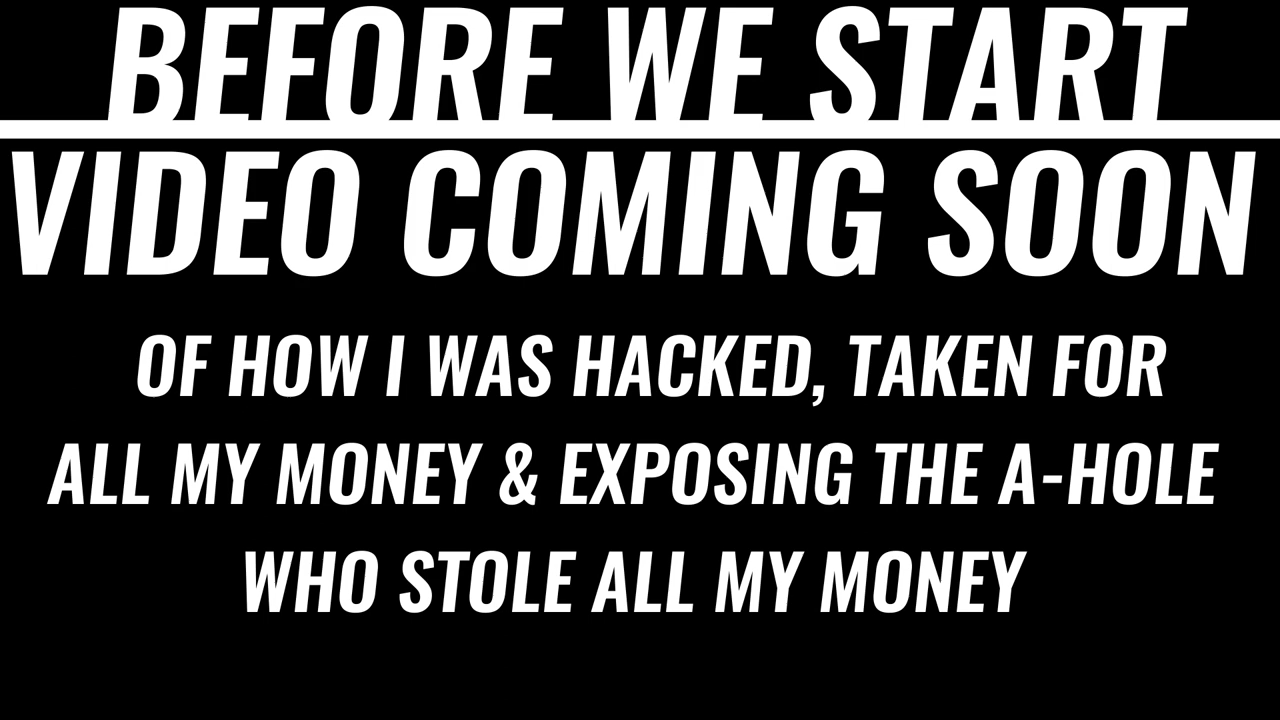 BEFORE WE START
VIDEO COMING SOON
OF HOW I WAS HACKED, TAKEN FOR
ALL MY MONEY & EXPOSING THE A-HOLE
WHO STOLE ALL MY MONEY